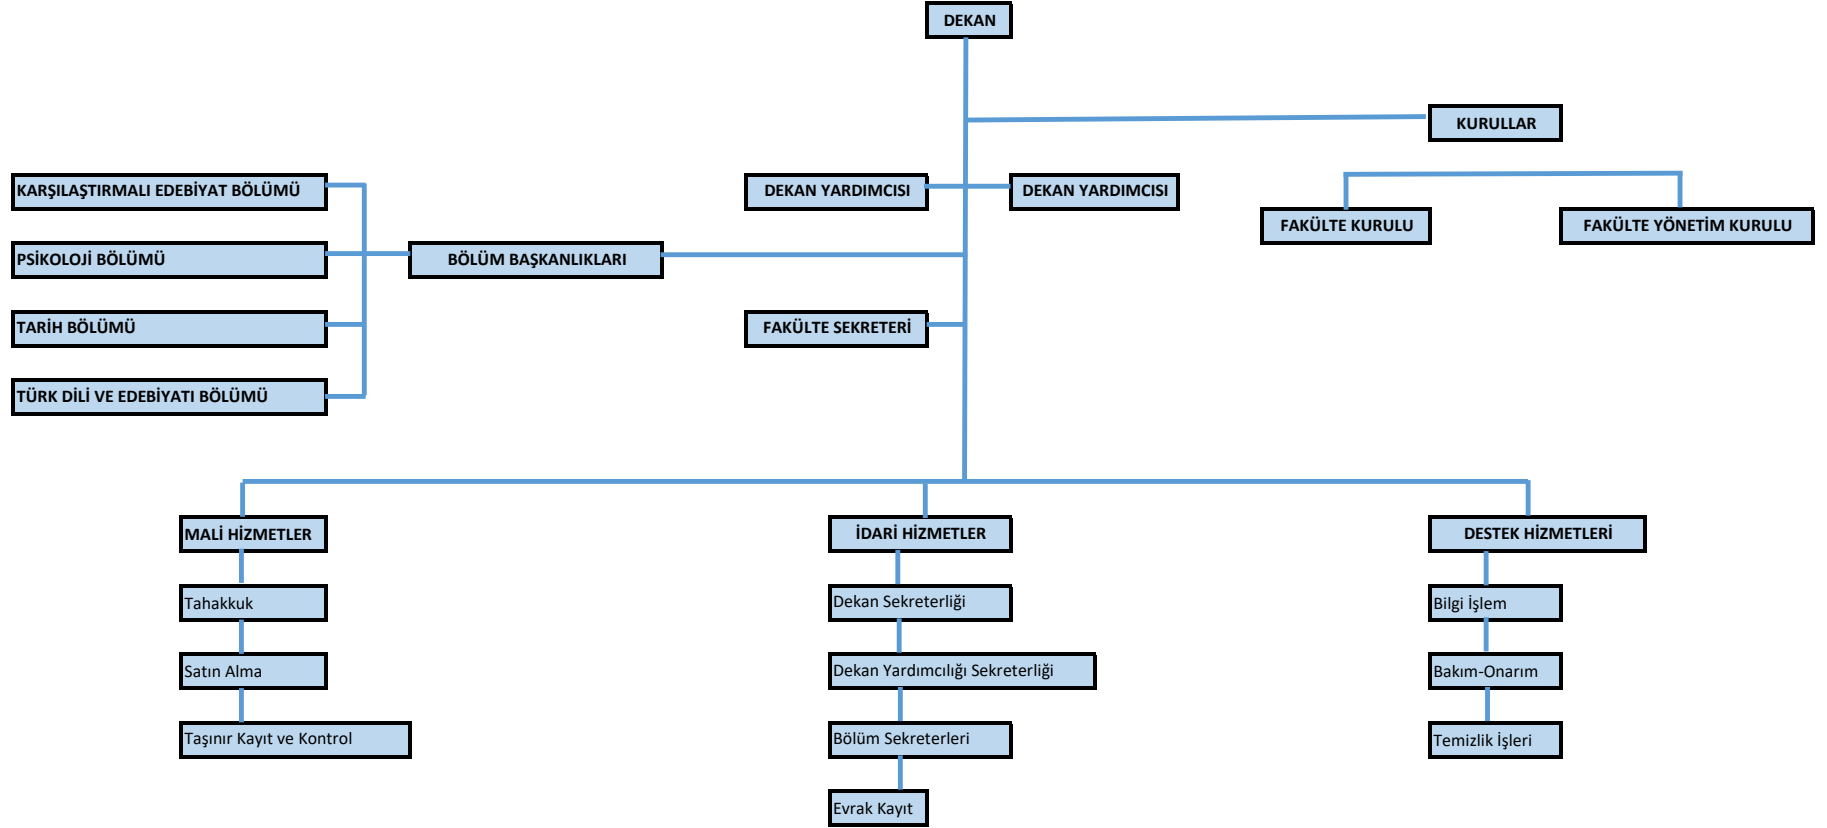 DEKAN
KURULLAR
KARŞILAŞTIRMALI EDEBİYAT BÖLÜMÜ
DEKAN YARDIMCISI
DEKAN YARDIMCISI
FAKÜLTE KURULU
FAKÜLTE YÖNETİM KURULU
PSİKOLOJİ BÖLÜMÜ
BÖLÜM BAŞKANLIKLARI
TARİH BÖLÜMÜ
FAKÜLTE SEKRETERİ
TÜRK DİLİ VE EDEBİYATI BÖLÜMÜ
MALİ HİZMETLER
İDARİ HİZMETLER
DESTEK HİZMETLERİ
Tahakkuk
Dekan Sekreterliği
Bilgi İşlem
Satın Alma
Dekan Yardımcılığı Sekreterliği
Bakım-Onarım
Taşınır Kayıt ve Kontrol
Bölüm Sekreterleri
Temizlik İşleri
Evrak Kayıt